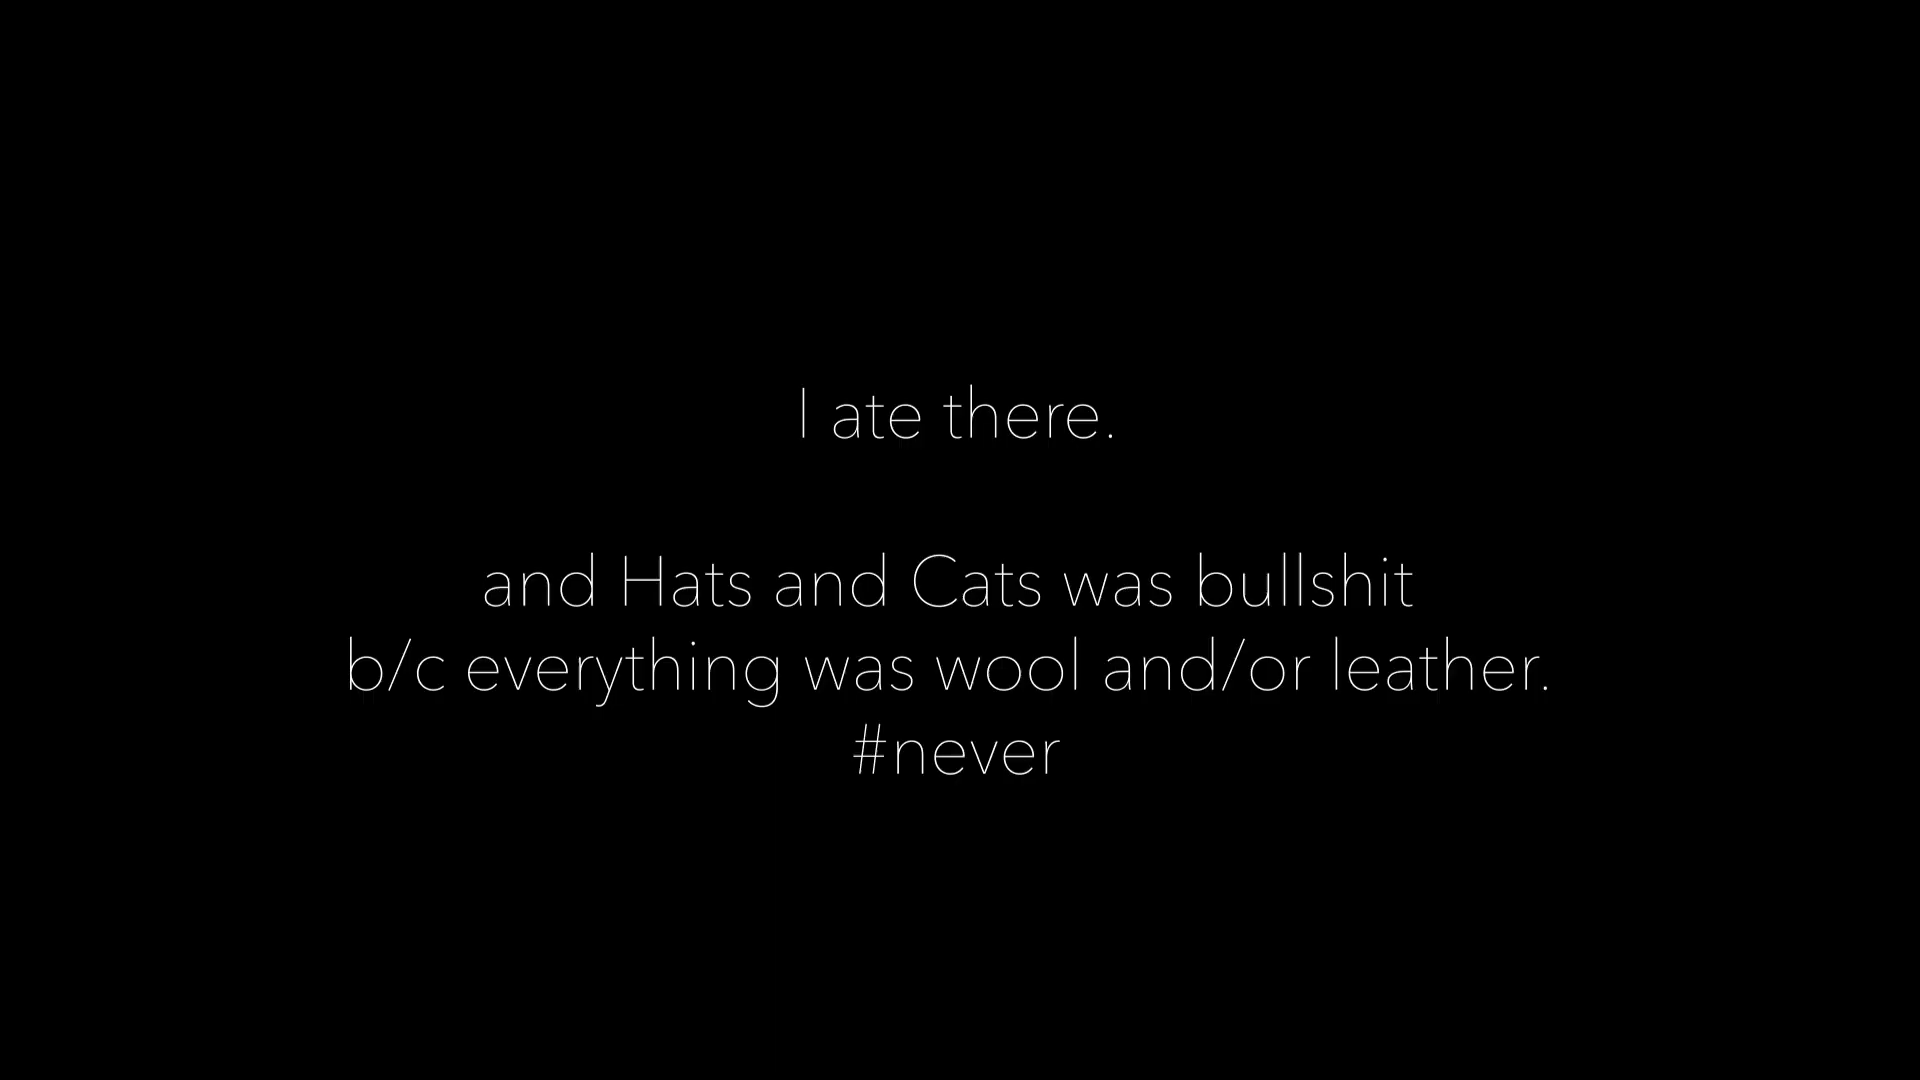 I ate there.
and Hats and Cats was bullshit
b/c everything was wool and/or leather.
#never